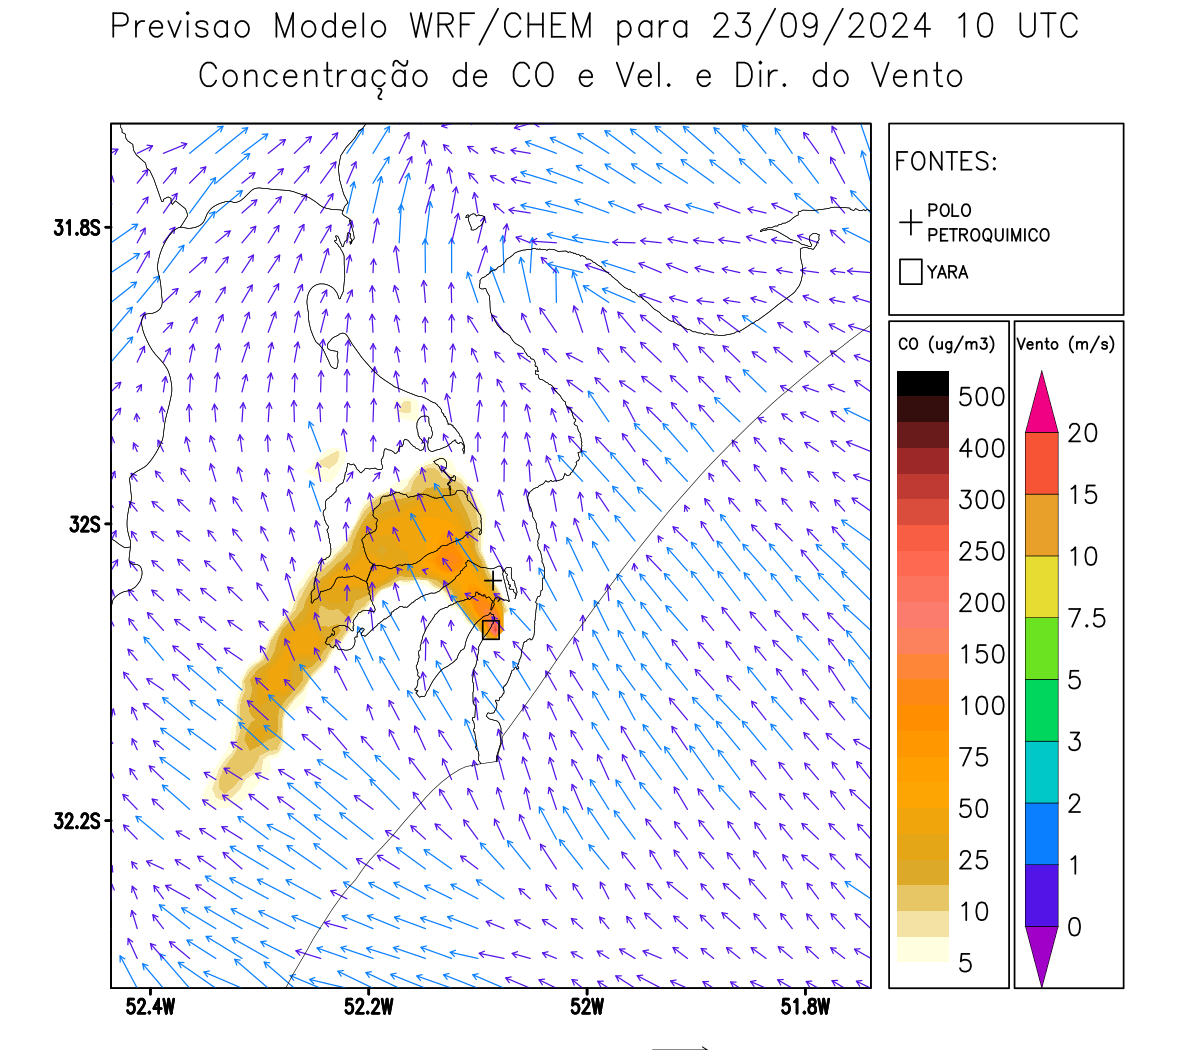 Previsao Modelo WRF/CHEM para 23/09/2024 10 UTC
Concentração de CO e Vel. e Dir. do Vento
FONTES:
POLO
PETROQUIMICO
YARA
CO (ug/m3)
500
400
300
250
200
150
100
75
50
25
10
5
Vento (m/s)
20
15
10
7.5
5
3
2
1
0
31.8S
32S
32.2S
52.4W
52.2W
52W
51.8W